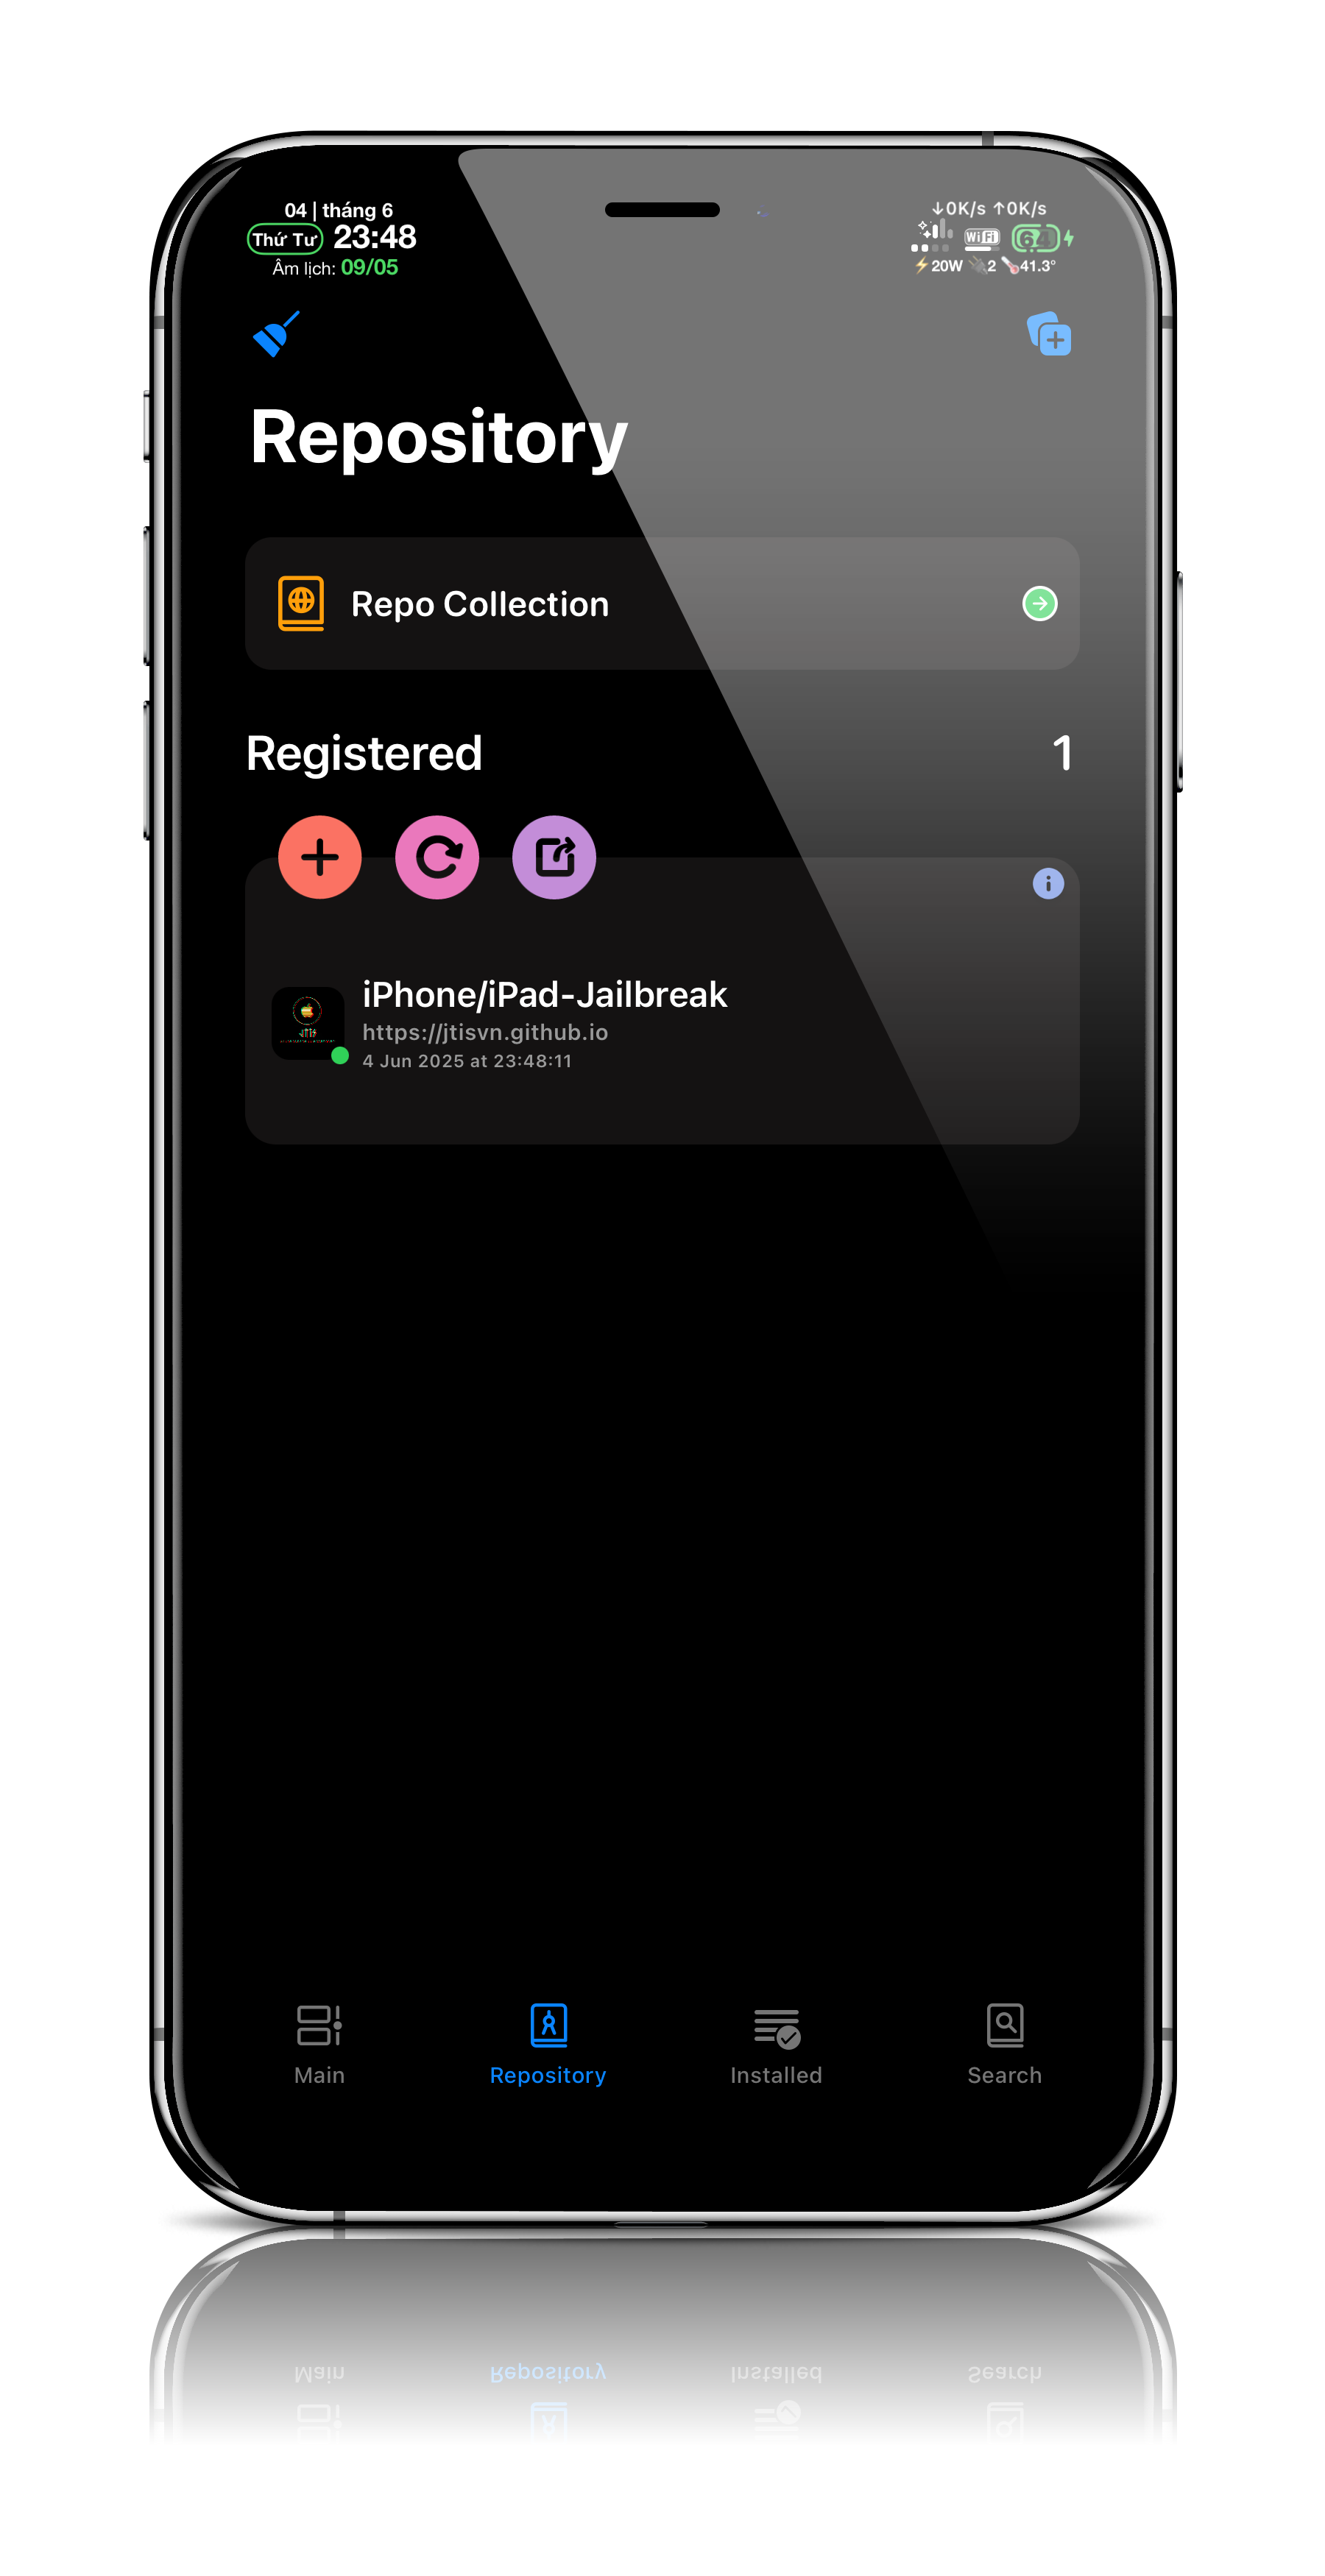 04 | tháng 6
Thứ Tư 23:48
Âm lịch: 09/05
↓0K/s ↑0K/s
WiFi
⚡20W 🔌2 🌡️41.3°
Repository
Repo Collection
Registered 1
iPhone/iPad-Jailbreak
https://jtisvn.github.io
4 Jun 2025 at 23:48:11
Main Repository Installed Search